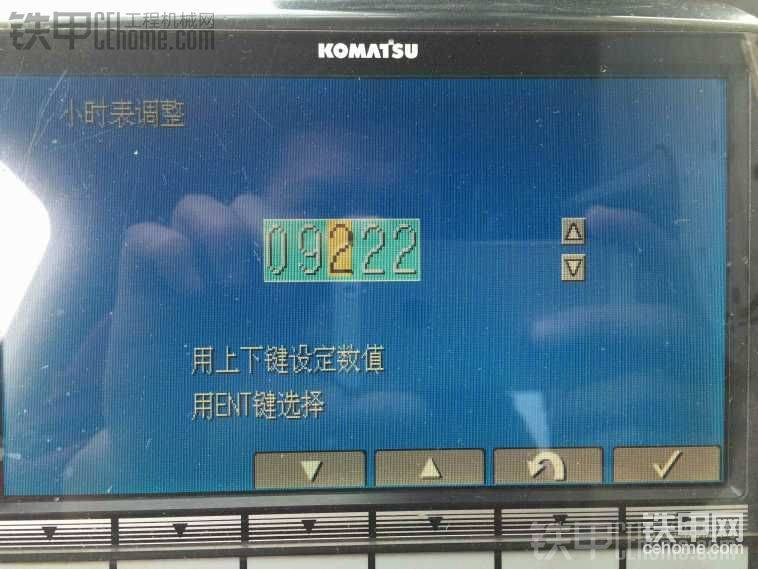 铁甲 工程机械网
CEhome.com
KOMATSU
小时表调整
09222
用上下键设定数值
用ENT键选择
铁甲网
cehome.com